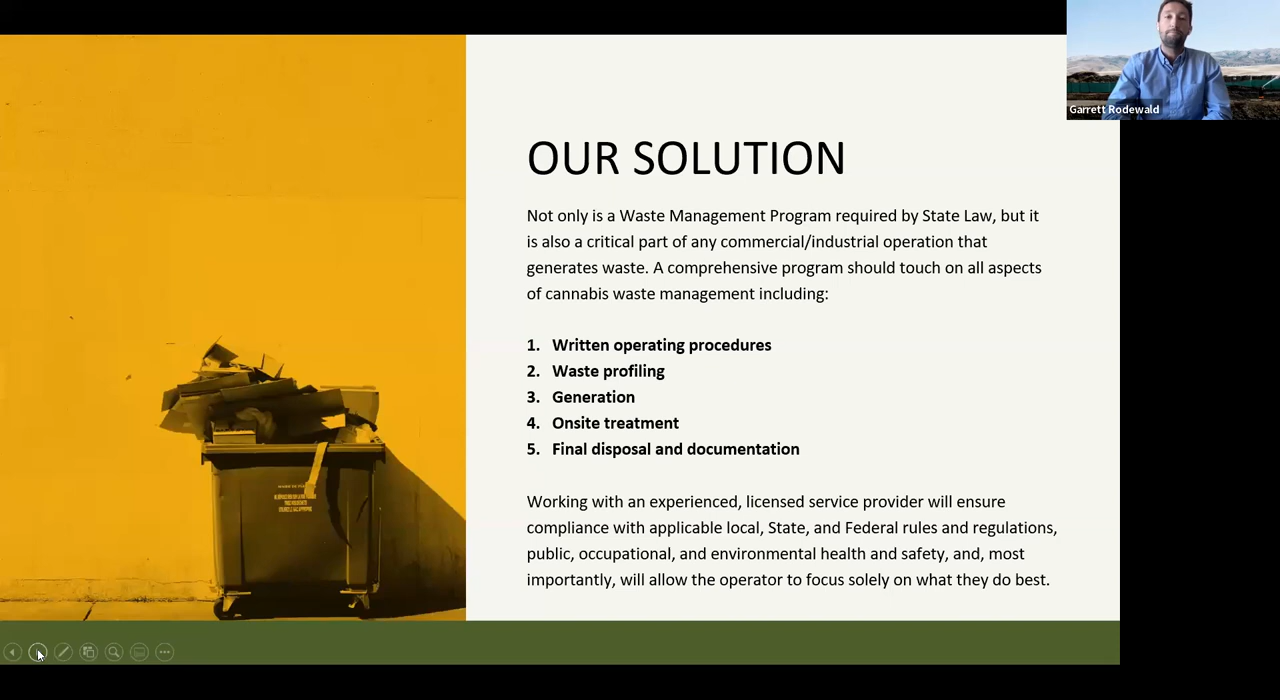 Garrett Rodewald
OUR SOLUTION
Not only is a Waste Management Program required by State Law, but it
is also a critical part of any commercial/industrial operation that
generates waste. A comprehensive program should touch on all aspects
of cannabis waste management including:
1. Written operating procedures
2. Waste profiling
3. Generation
4. Onsite treatment
5. Final disposal and documentation
Working with an experienced, licensed service provider will ensure
compliance with applicable local, State, and Federal rules and regulations,
public, occupational, and environmental health and safety, and, most
importantly, will allow the operator to focus solely on what they do best.